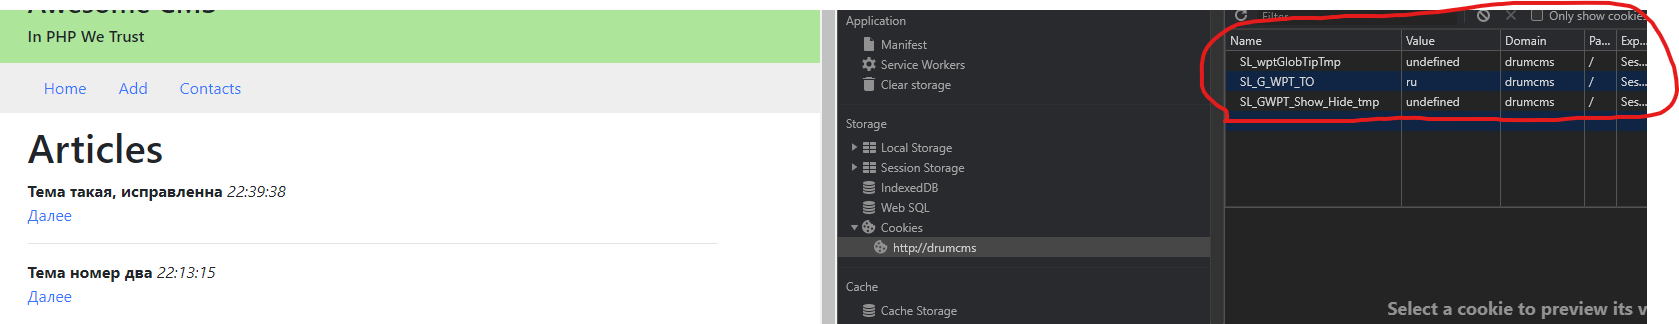 Awesome CMS
In PHP We Trust
Home Add Contacts
Articles
Тема такая, исправленна 22:39:38
Далее
Тема номер два 22:13:15
Далее
Application
Manifest
Service Workers
Clear storage
Storage
Local Storage
Session Storage
IndexedDB
Web SQL
Cookies
http://drumcms
Cache
Cache Storage
Filter Only show cookie
Name Value Domain Pa... Exp...
SL_wptGlobTipTmp undefined drumcms / Ses...
SL_G_WPT_TO ru drumcms / Ses...
SL_GWPT_Show_Hide_tmp undefined drumcms / Ses...
Select a cookie to preview its v